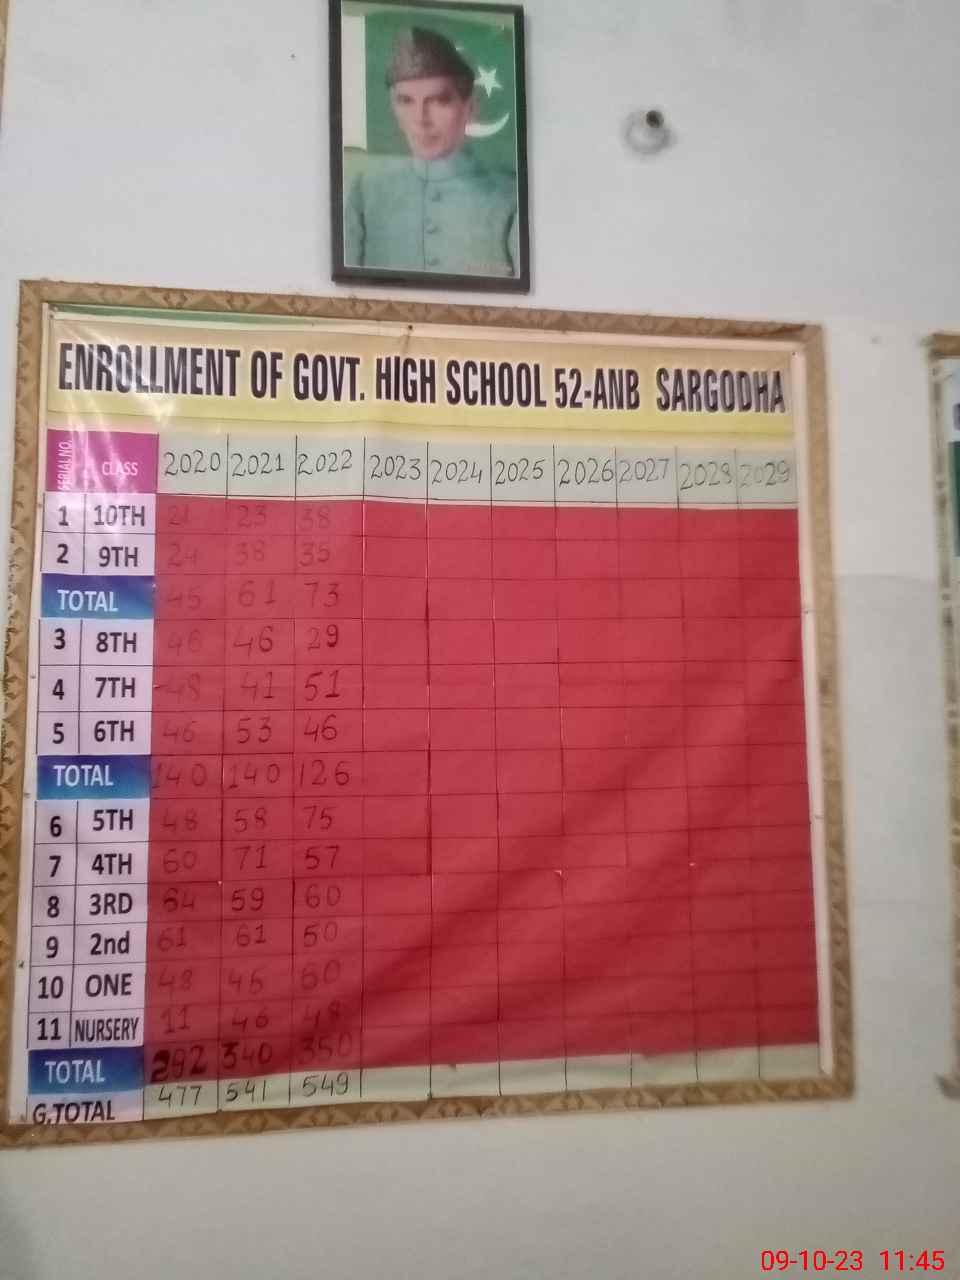 ENROLLMENT OF GOVT. HIGH SCHOOL 52-ANB SARGODHA
SERIAL NO. CLASS 2020 2021 2022 2023 2024 2025 2026 2027 2028 2029
1 10TH 21 23 38
2 9TH 24 38 35
TOTAL 45 61 73
3 8TH 46 46 29
4 7TH 48 41 51
5 6TH 46 53 46
TOTAL 140 140 126
6 5TH 48 58 75
7 4TH 60 71 57
8 3RD 64 59 60
9 2nd 61 61 50
10 ONE 48 45 60
11 NURSERY 11 46 48
TOTAL 292 340 350
G.TOTAL 477 541 549
09-10-23 11:45